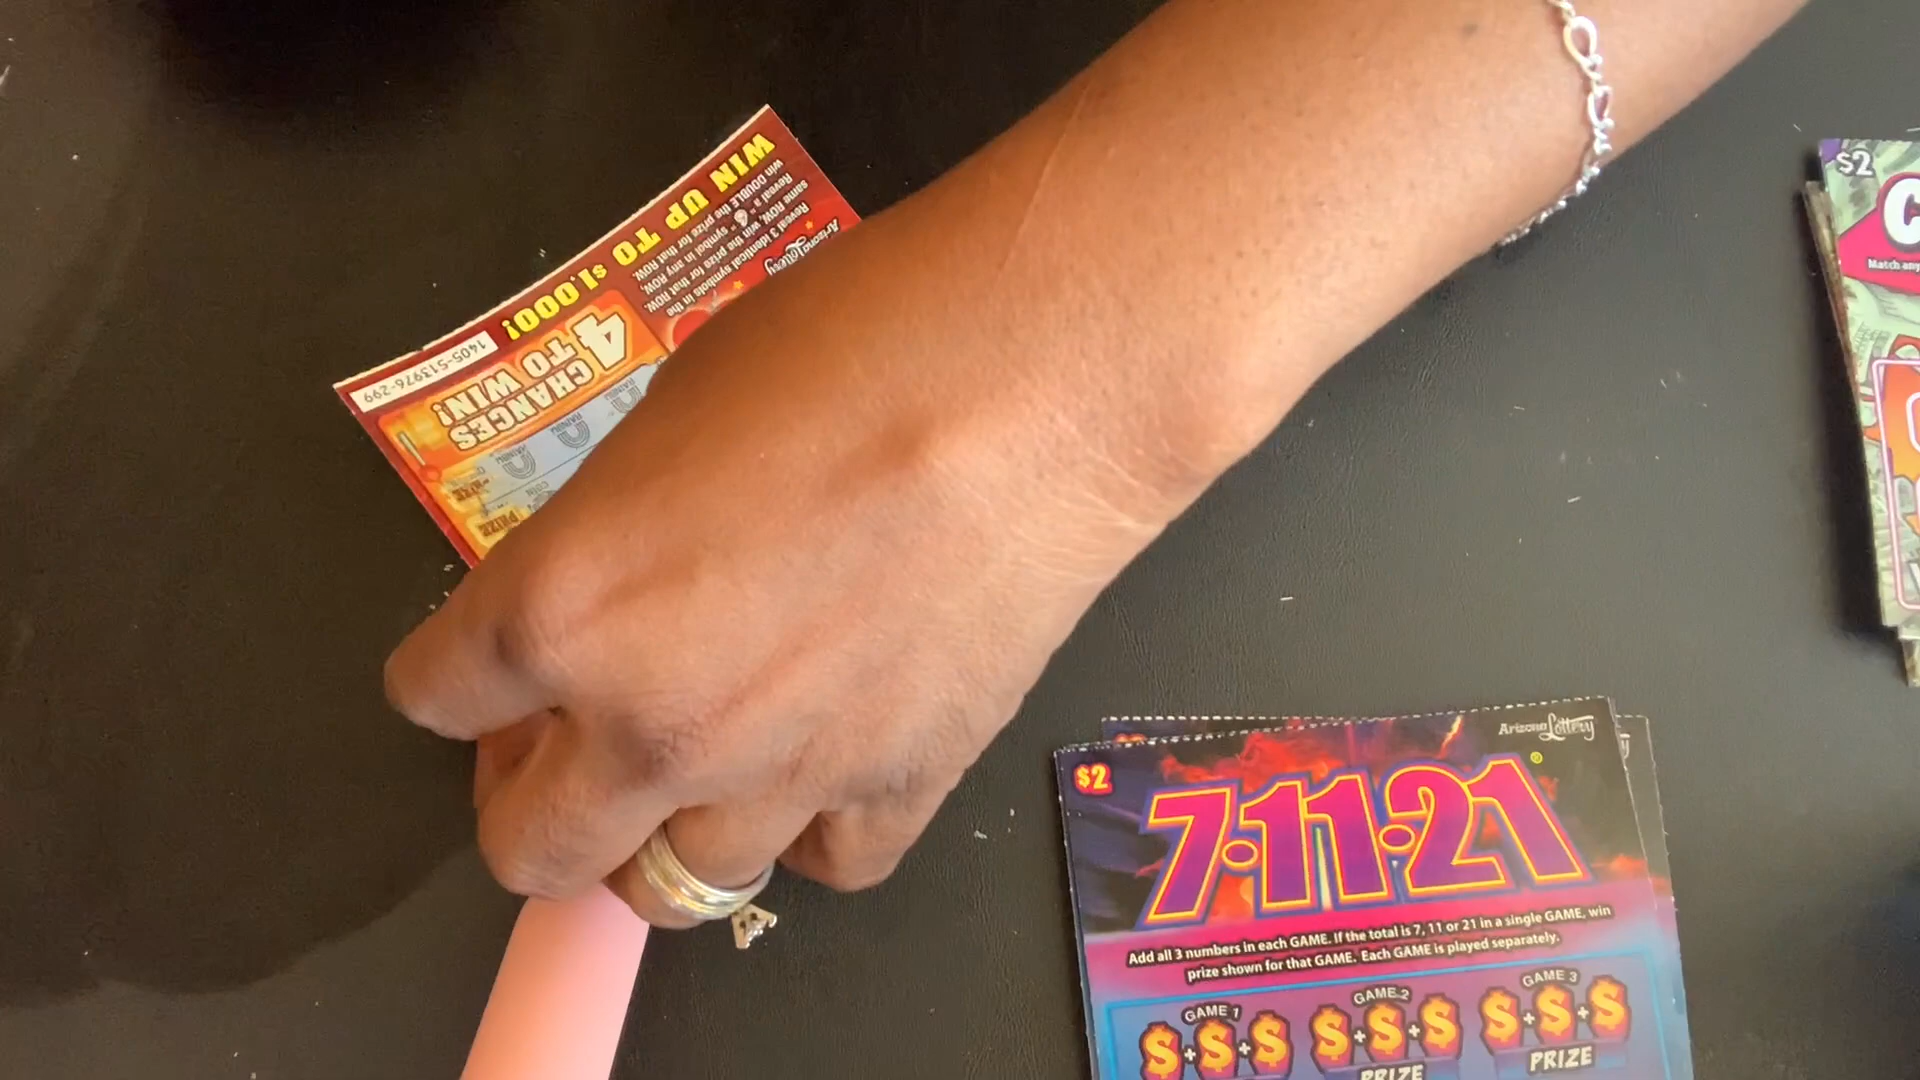 WIN UP TO $1,000!
Arizona Lottery
Reveal 3 identical symbols in the
same ROW, win the prize for that ROW.
Reveal a " " symbol in any ROW,
win DOUBLE the prize for that ROW.
1405-513976-299
4 CHANCES
TO WIN!
RAINBW
RAINBW
RAINBW
COIN
PRIZE
$2
Match any
$2
Arizona Lottery
7·11·21®
Add all 3 numbers in each GAME. If the total is 7, 11 or 21 in a single GAME, win
prize shown for that GAME. Each GAME is played separately.
GAME 1
GAME 2
GAME 3
$+$+$
$+$+$
$+$+$
PRIZE
PRIZE